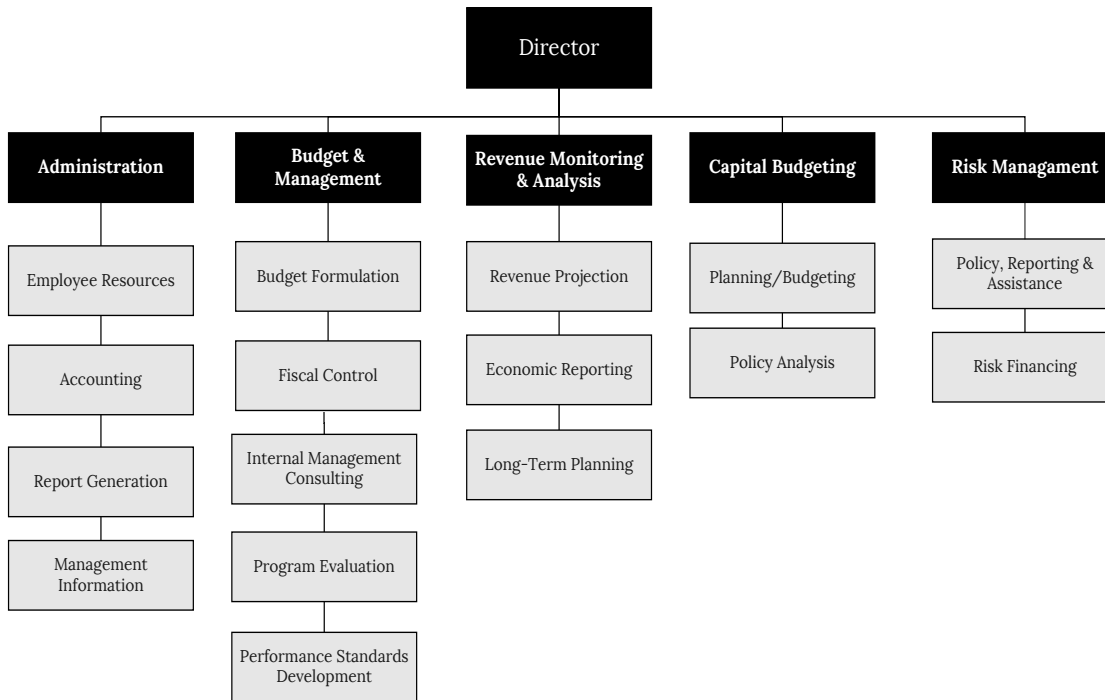 Director
Administration
Budget &
Management
Revenue Monitoring
& Analysis
Capital Budgeting
Risk Managament
Employee Resources
Accounting
Report Generation
Management
Information
Budget Formulation
Fiscal Control
Internal Management
Consulting
Program Evaluation
Performance Standards
Development
Revenue Projection
Economic Reporting
Long-Term Planning
Planning/Budgeting
Policy Analysis
Policy, Reporting &
Assistance
Risk Financing